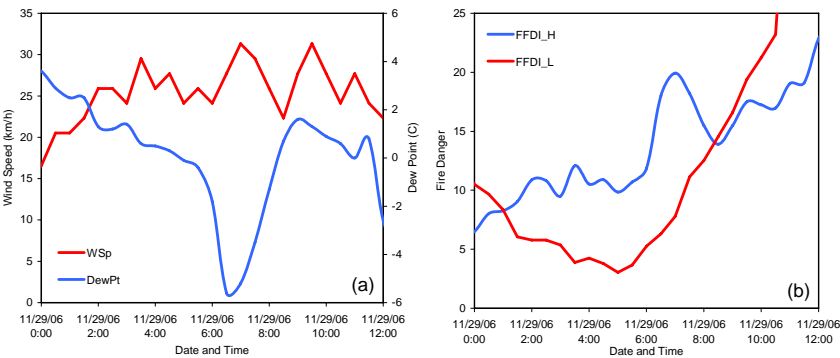 35
30
25
20
15
10
5
0
Wind Speed (km/h)
6
4
2
0
-2
-4
-6
Dew Point (C)
WSp
DewPt
(a)
11/29/06 11/29/06 11/29/06 11/29/06 11/29/06 11/29/06 11/29/06
0:00 2:00 4:00 6:00 8:00 10:00 12:00
Date and Time
25
20
15
10
5
0
Fire Danger
FFDI_H
FFDI_L
(b)
11/29/06 11/29/06 11/29/06 11/29/06 11/29/06 11/29/06 11/29/06
0:00 2:00 4:00 6:00 8:00 10:00 12:00
Date and Time